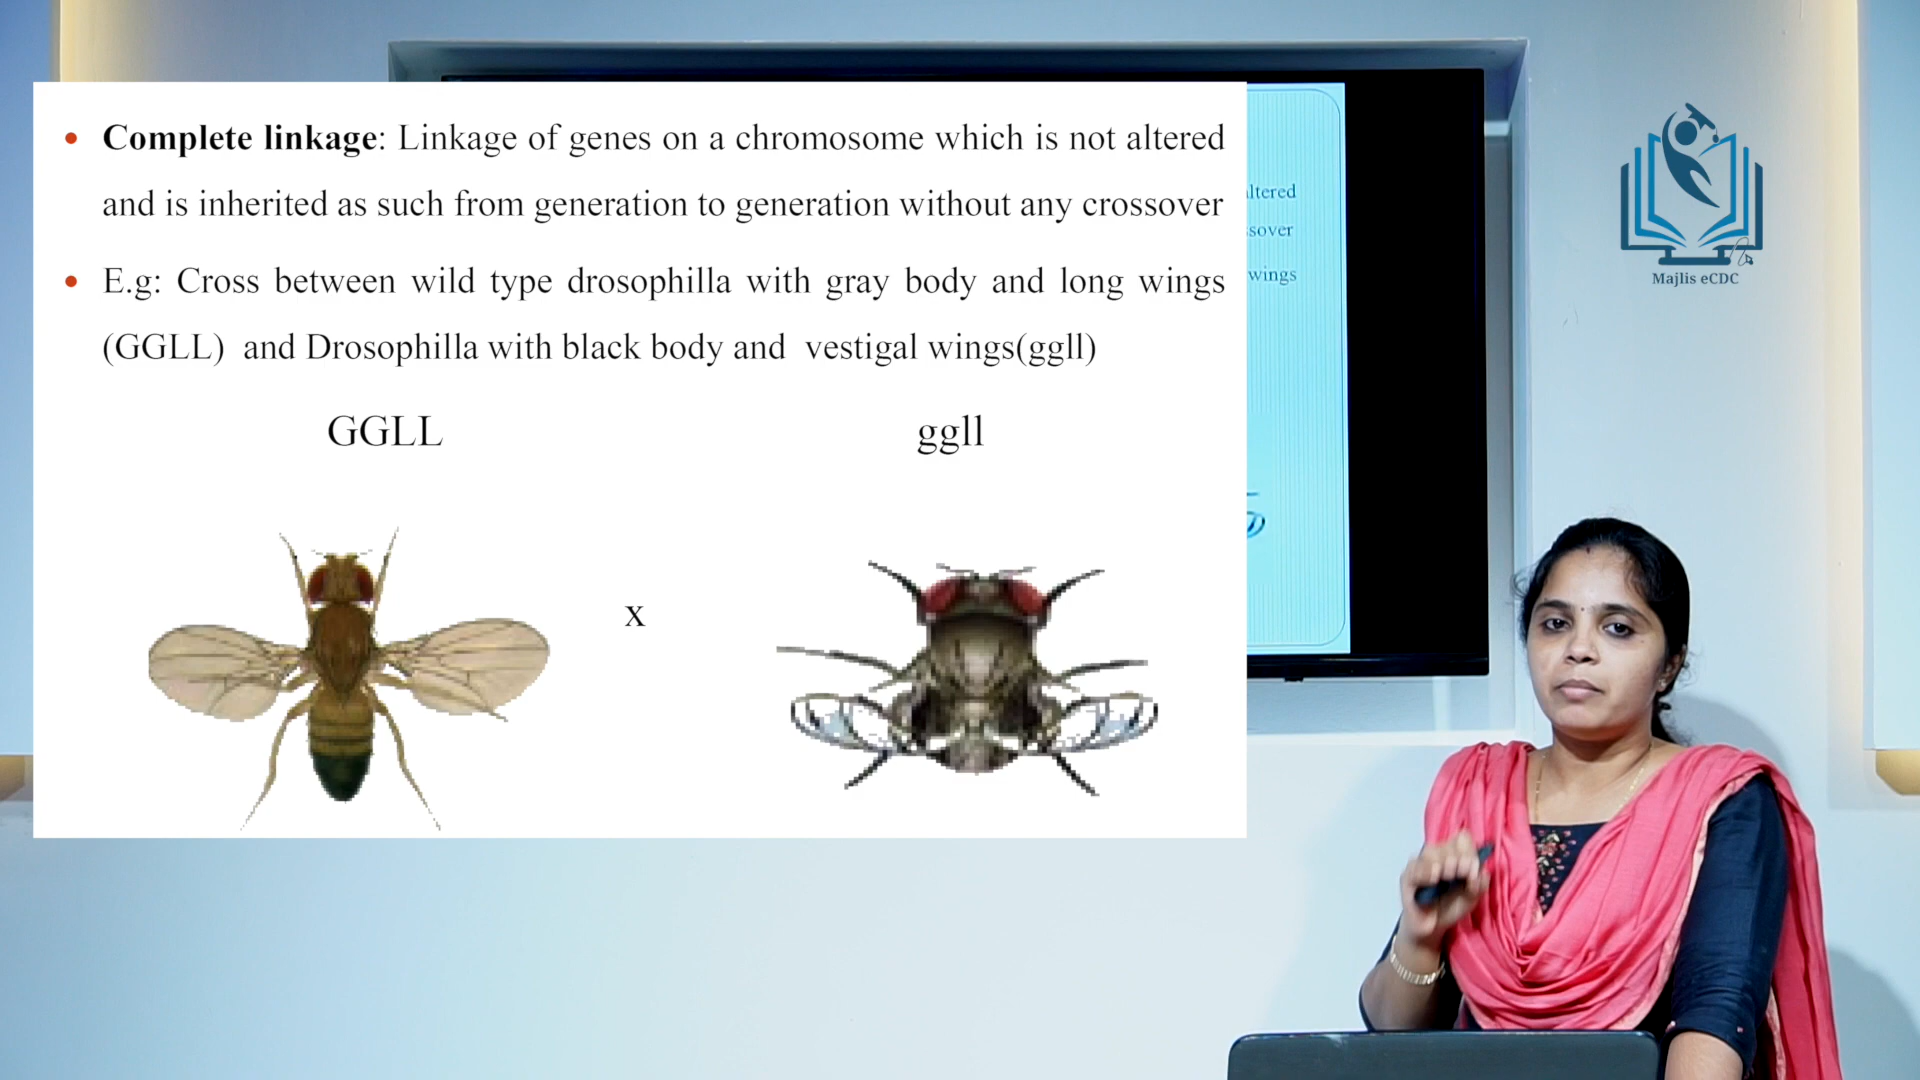 Complete linkage: Linkage of genes on a chromosome which is not altered
and is inherited as such from generation to generation without any crossover
E.g: Cross between wild type drosophilla with gray body and long wings
(GGLL) and Drosophilla with black body and vestigal wings(ggll)
GGLL
ggll
x
ltered
ssover
wings
Majlis eCDC